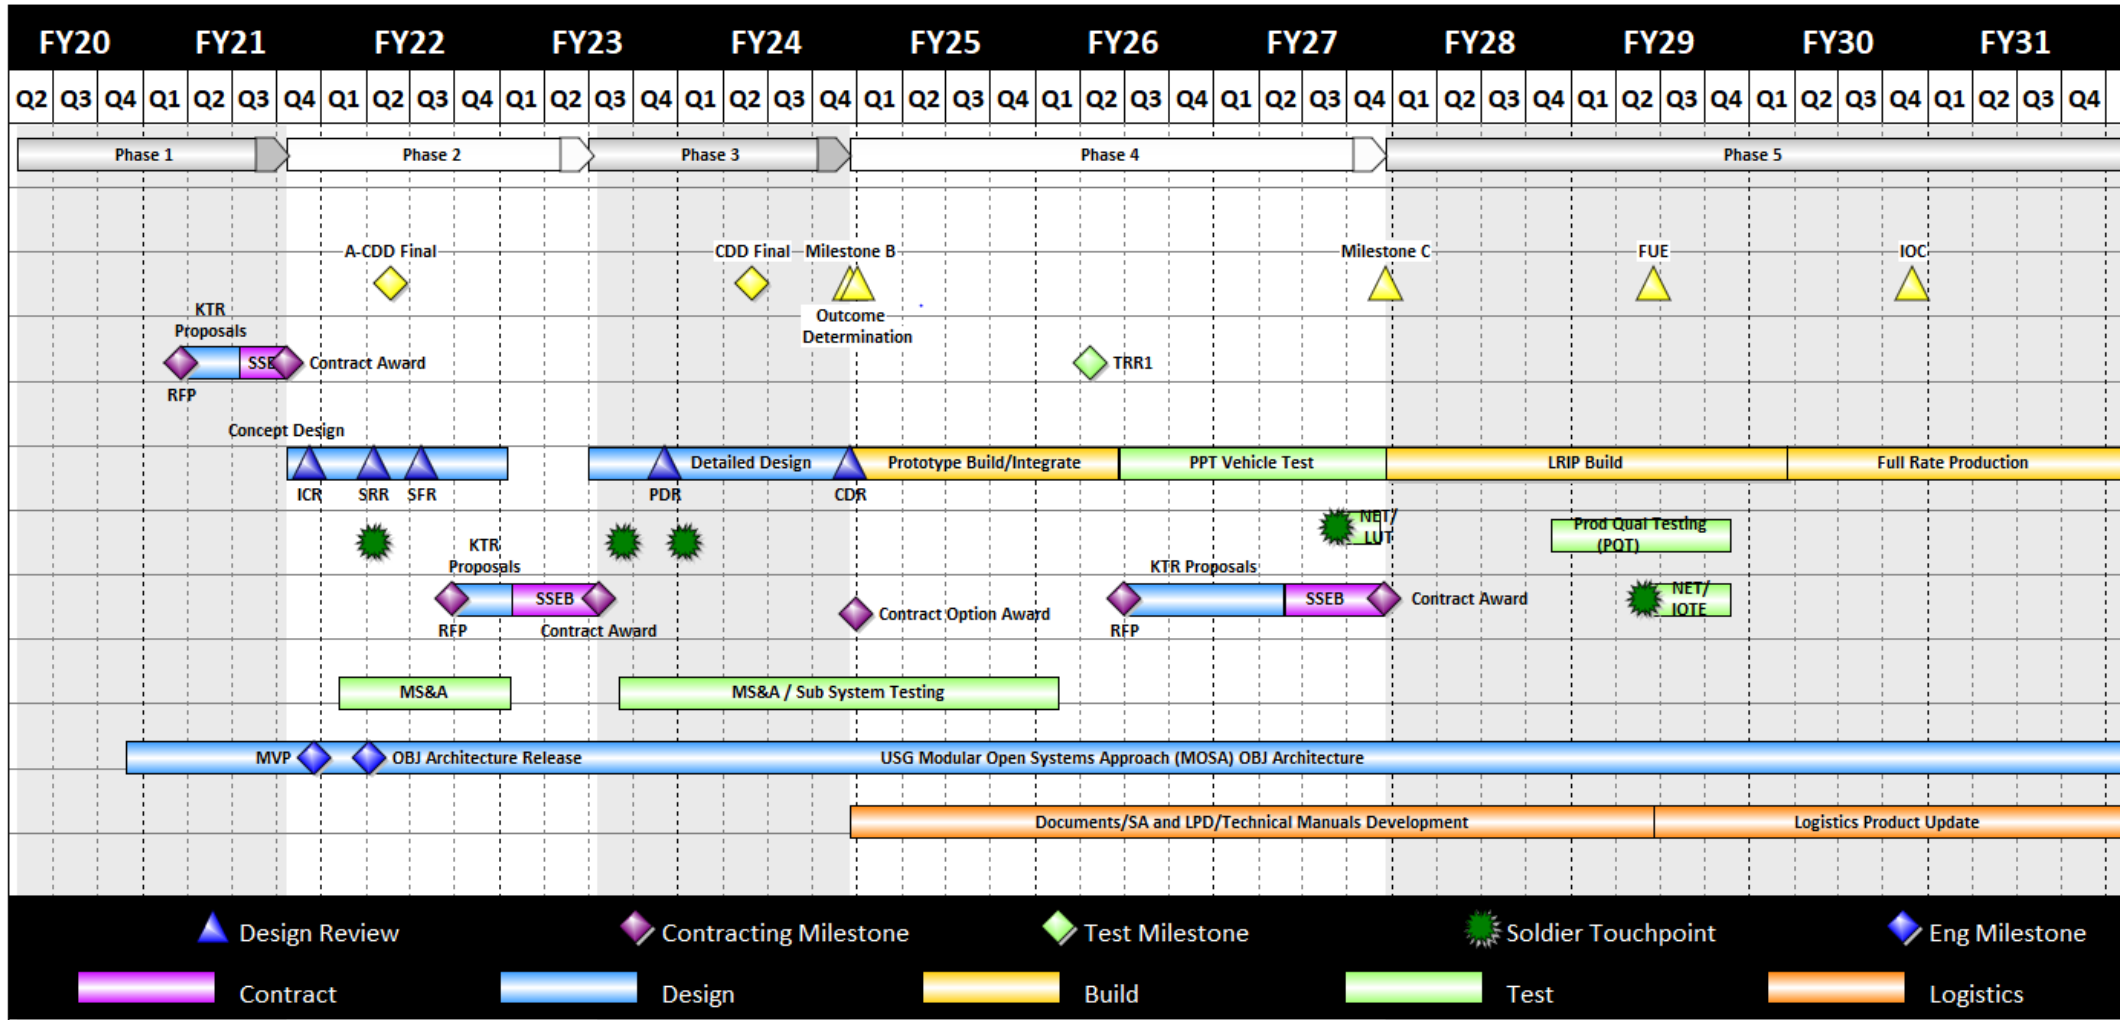 FY20 FY21 FY22 FY23 FY24 FY25 FY26 FY27 FY28 FY29 FY30 FY31
Q2 Q3 Q4 Q1 Q2 Q3 Q4 Q1 Q2 Q3 Q4 Q1 Q2 Q3 Q4 Q1 Q2 Q3 Q4 Q1 Q2 Q3 Q4 Q1 Q2 Q3 Q4 Q1 Q2 Q3 Q4 Q1 Q2 Q3 Q4 Q1 Q2 Q3 Q4 Q1 Q2 Q3 Q4 Q1 Q2 Q3 Q4
Phase 1 Phase 2 Phase 3 Phase 4 Phase 5
A-CDD Final CDD Final Milestone B Milestone C FUE IOC
Outcome
Determination
KTR
Proposals
SSEB Contract Award TRR1
RFP
Concept Design
Detailed Design Prototype Build/Integrate PPT Vehicle Test LRIP Build Full Rate Production
ICR SRR SFR PDR CDR
NET/
LUT
Prod Qual Testing
(PQT)
KTR
Proposals
KTR Proposals
SSEB Contract Option Award SSEB Contract Award
NET/
IOTE
RFP Contract Award RFP
MS&A MS&A / Sub System Testing
MVP OBJ Architecture Release USG Modular Open Systems Approach (MOSA) OBJ Architecture
Documents/SA and LPD/Technical Manuals Development Logistics Product Update
Design Review Contracting Milestone Test Milestone Soldier Touchpoint Eng Milestone
Contract Design Build Test Logistics